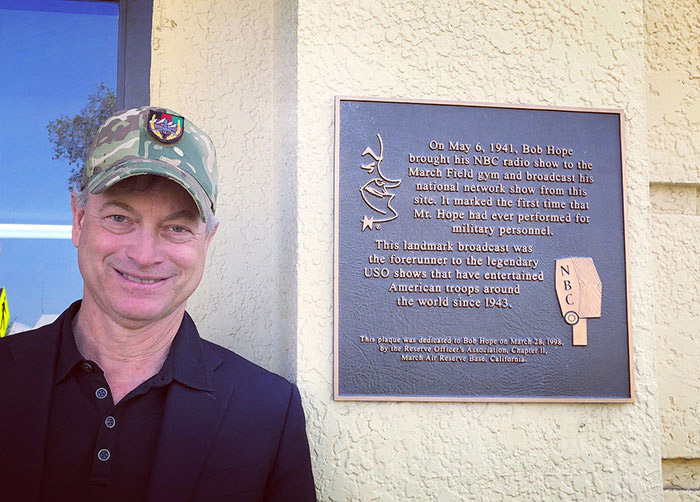 On May 6, 1941, Bob Hope
brought his NBC radio show to the
March Field gym and broadcast his
national network show from this
site. It marked the first time that
Mr. Hope had ever performed for
military personnel.
This landmark broadcast was
the forerunner to the legendary
USO shows that have entertained
American troops around
the world since 1943.
NBC
This plaque was dedicated to Bob Hope on March 28, 1998,
by the Reserve Officer's Association, Chapter 11,
March Air Reserve Base, California.